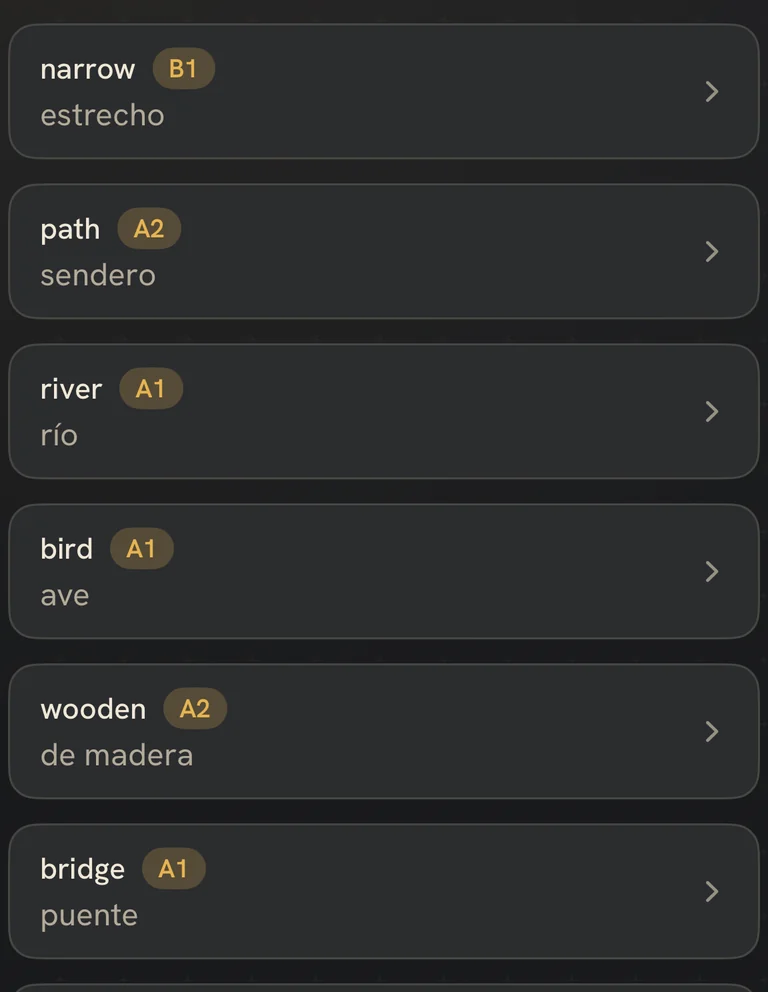 narrow B1
estrecho
path A2
sendero
river A1
río
bird A1
ave
wooden A2
de madera
bridge A1
puente